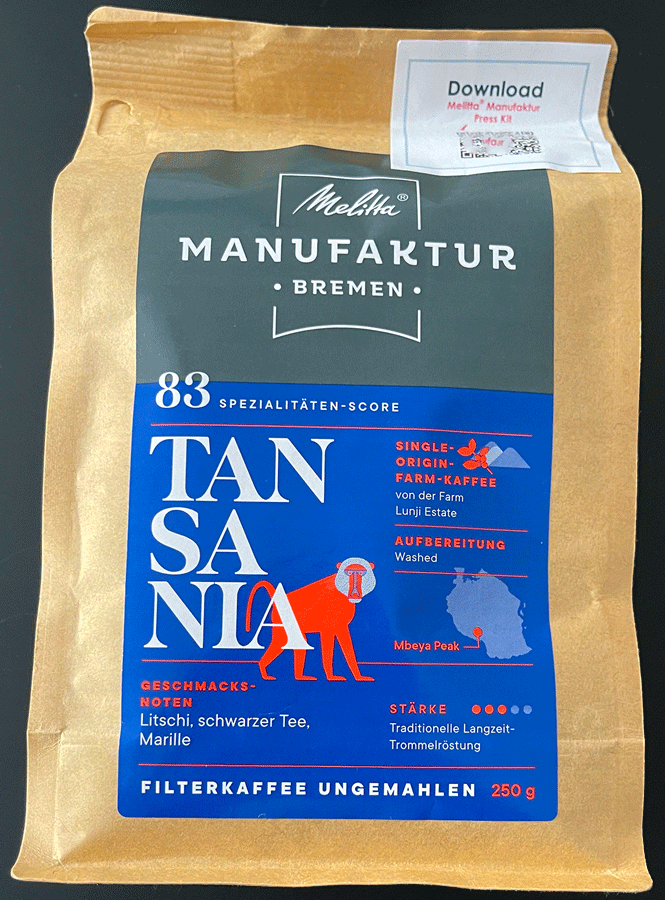 Download
Melitta® Manufaktur
Press Kit
Melitta®
MANUFAKTUR
• BREMEN •
83 SPEZIALITÄTEN-SCORE
TAN
SA
NIA
SINGLE-
ORIGIN-
FARM-KAFFEE
von der Farm
Lunji Estate
AUFBEREITUNG
Washed
Mbeya Peak
GESCHMACKS-
NOTEN
Litschi, schwarzer Tee,
Marille
STÄRKE
Traditionelle Langzeit-
Trommelröstung
FILTERKAFFEE UNGEMAHLEN 250 g